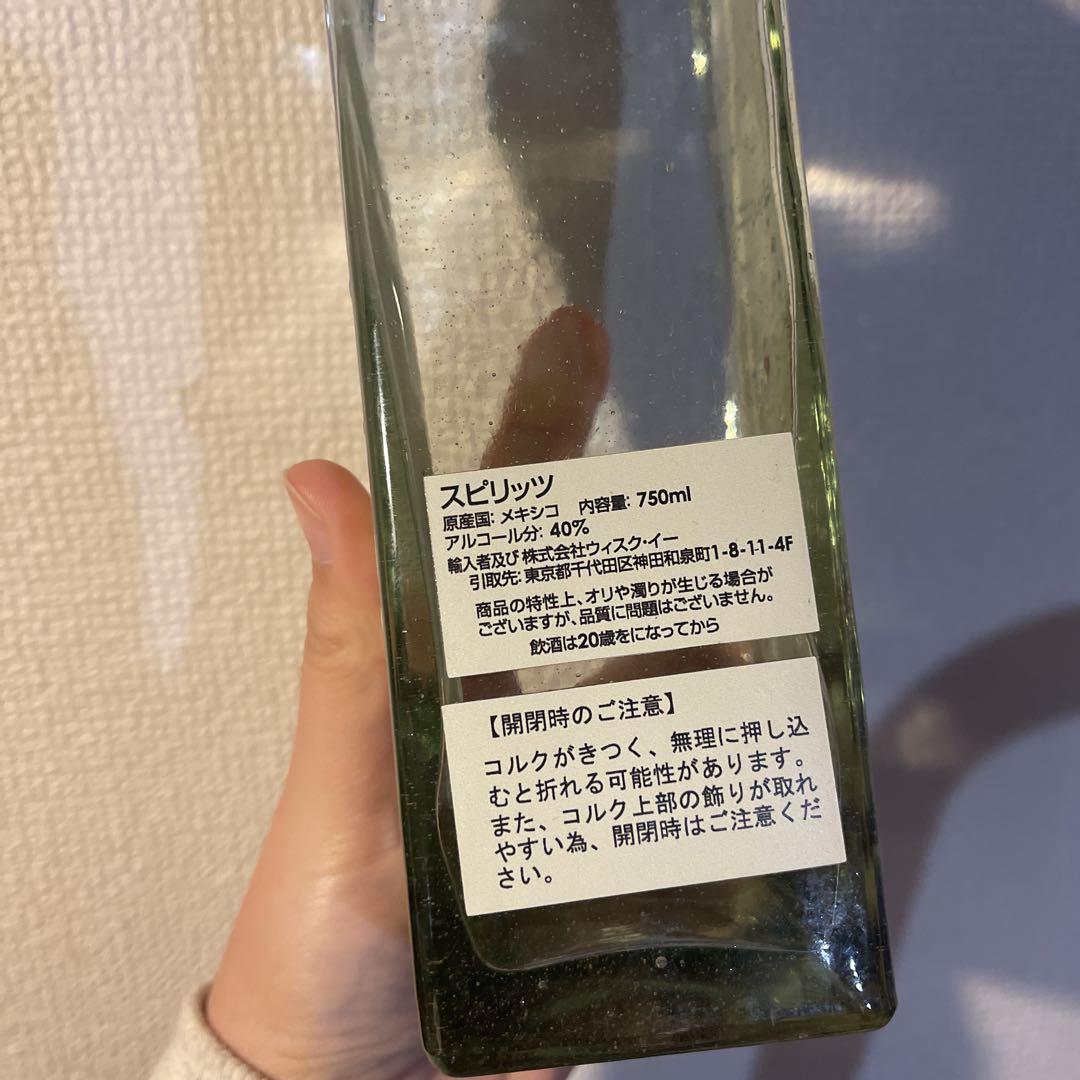 スピリッツ
原産国: メキシコ 内容量: 750ml
アルコール分: 40%
輸入者及び 株式会社ウィスク・イー
引取先: 東京都千代田区神田和泉町1-8-11-4F
商品の特性上、オリや濁りが生じる場合が
ございますが、品質に問題はございません。
飲酒は20歳をになってから
【開閉時のご注意】
コルクがきつく、無理に押し込
むと折れる可能性があります。
また、コルク上部の飾りが取れ
やすい為、開閉時はご注意くだ
さい。